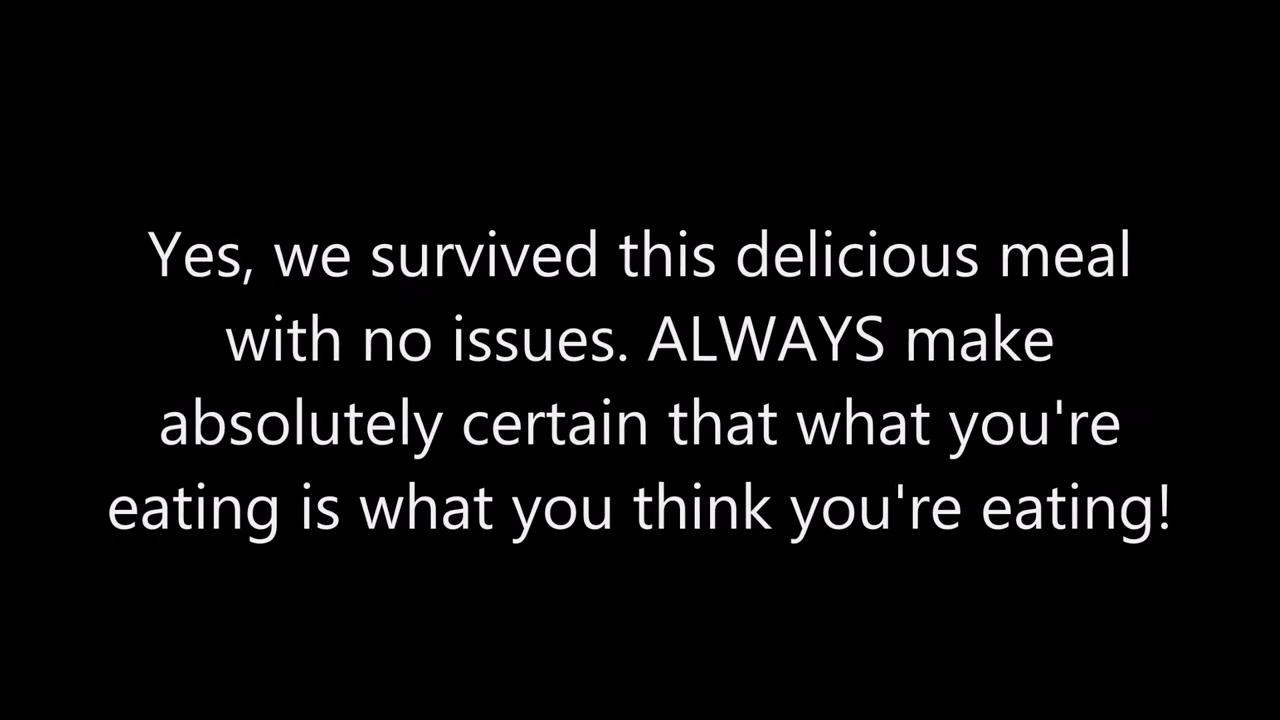 Yes, we survived this delicious meal
with no issues. ALWAYS make
absolutely certain that what you're
eating is what you think you're eating!